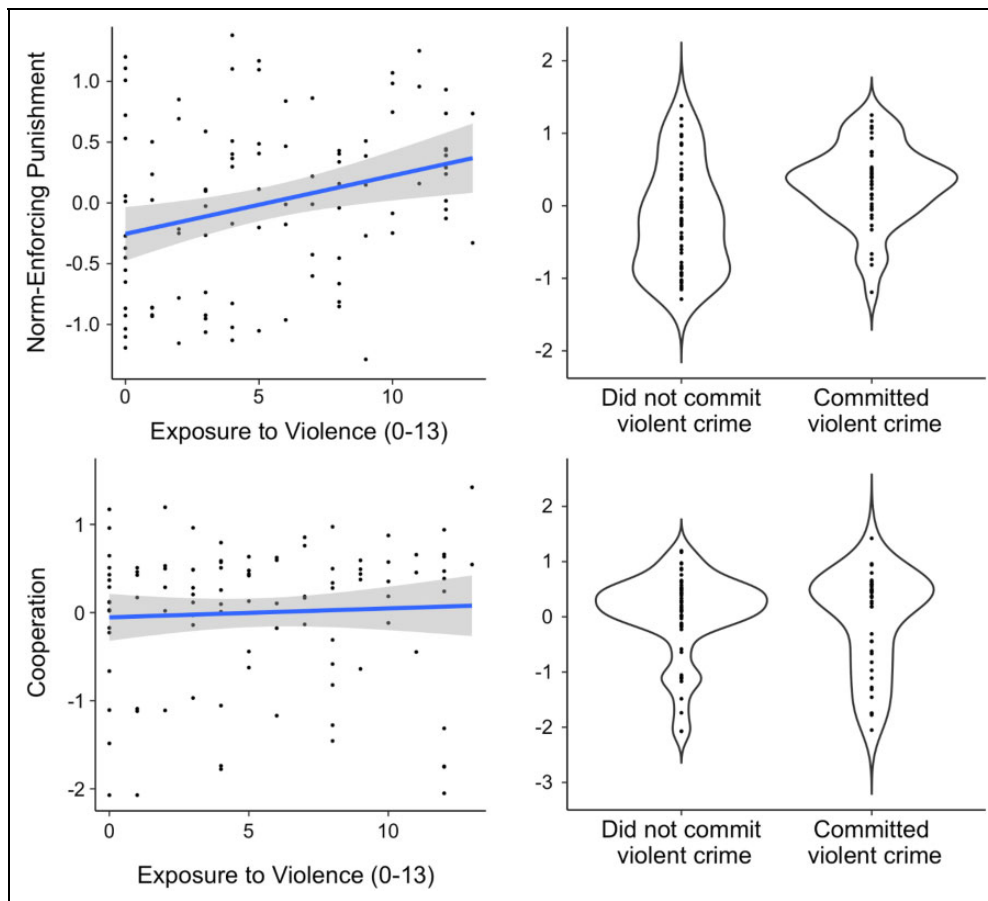 Norm-Enforcing Punishment
1.0
0.5
0.0
-0.5
-1.0
0
5
10
Exposure to Violence (0-13)
2
1
0
-1
-2
Did not commit
violent crime
Committed
violent crime
Cooperation
1
0
-1
-2
0
5
10
Exposure to Violence (0-13)
2
1
0
-1
-2
-3
Did not commit
violent crime
Committed
violent crime